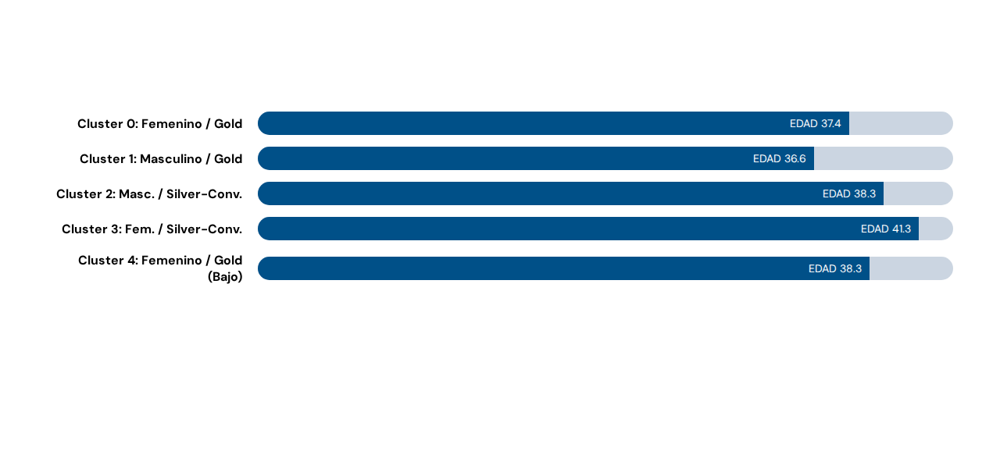 Cluster 0: Femenino / Gold
EDAD 37.4
Cluster 1: Masculino / Gold
EDAD 36.6
Cluster 2: Masc. / Silver-Conv.
EDAD 38.3
Cluster 3: Fem. / Silver-Conv.
EDAD 41.3
Cluster 4: Femenino / Gold
(Bajo)
EDAD 38.3